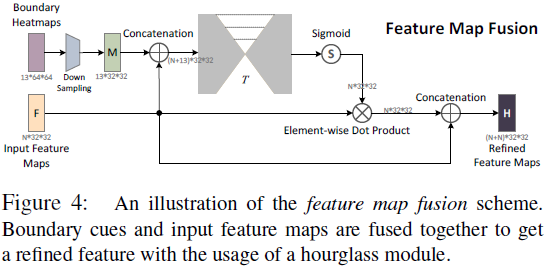 Boundary
Heatmaps
Concatenation
Sigmoid
Feature Map Fusion
M
S
13*64*64
Down
Sampling
13*32*32
(N+13)*32*32
T
N*32*32
F
N*32*32
Concatenation
H
Element-wise Dot Product
N*32*32
Input Feature
Maps
(N+N)*32*32
Refined
Feature Maps
Figure 4: An illustration of the feature map fusion scheme.
Boundary cues and input feature maps are fused together to get
a refined feature with the usage of a hourglass module.